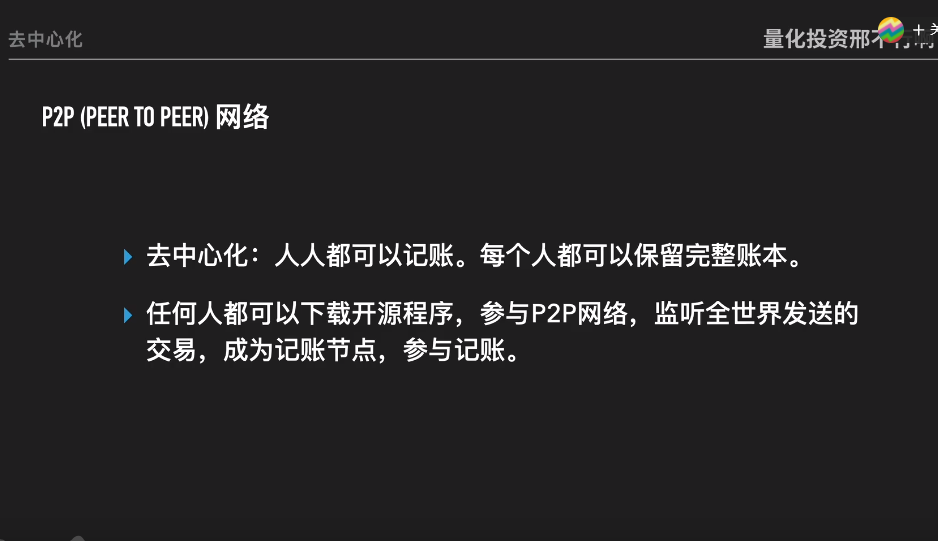 去中心化
量化投资邢不行啊
+ 关
P2P (PEER TO PEER) 网络
去中心化：人人都可以记账。每个人都可以保留完整账本。
任何人都可以下载开源程序，参与P2P网络，监听全世界发送的
交易，成为记账节点，参与记账。